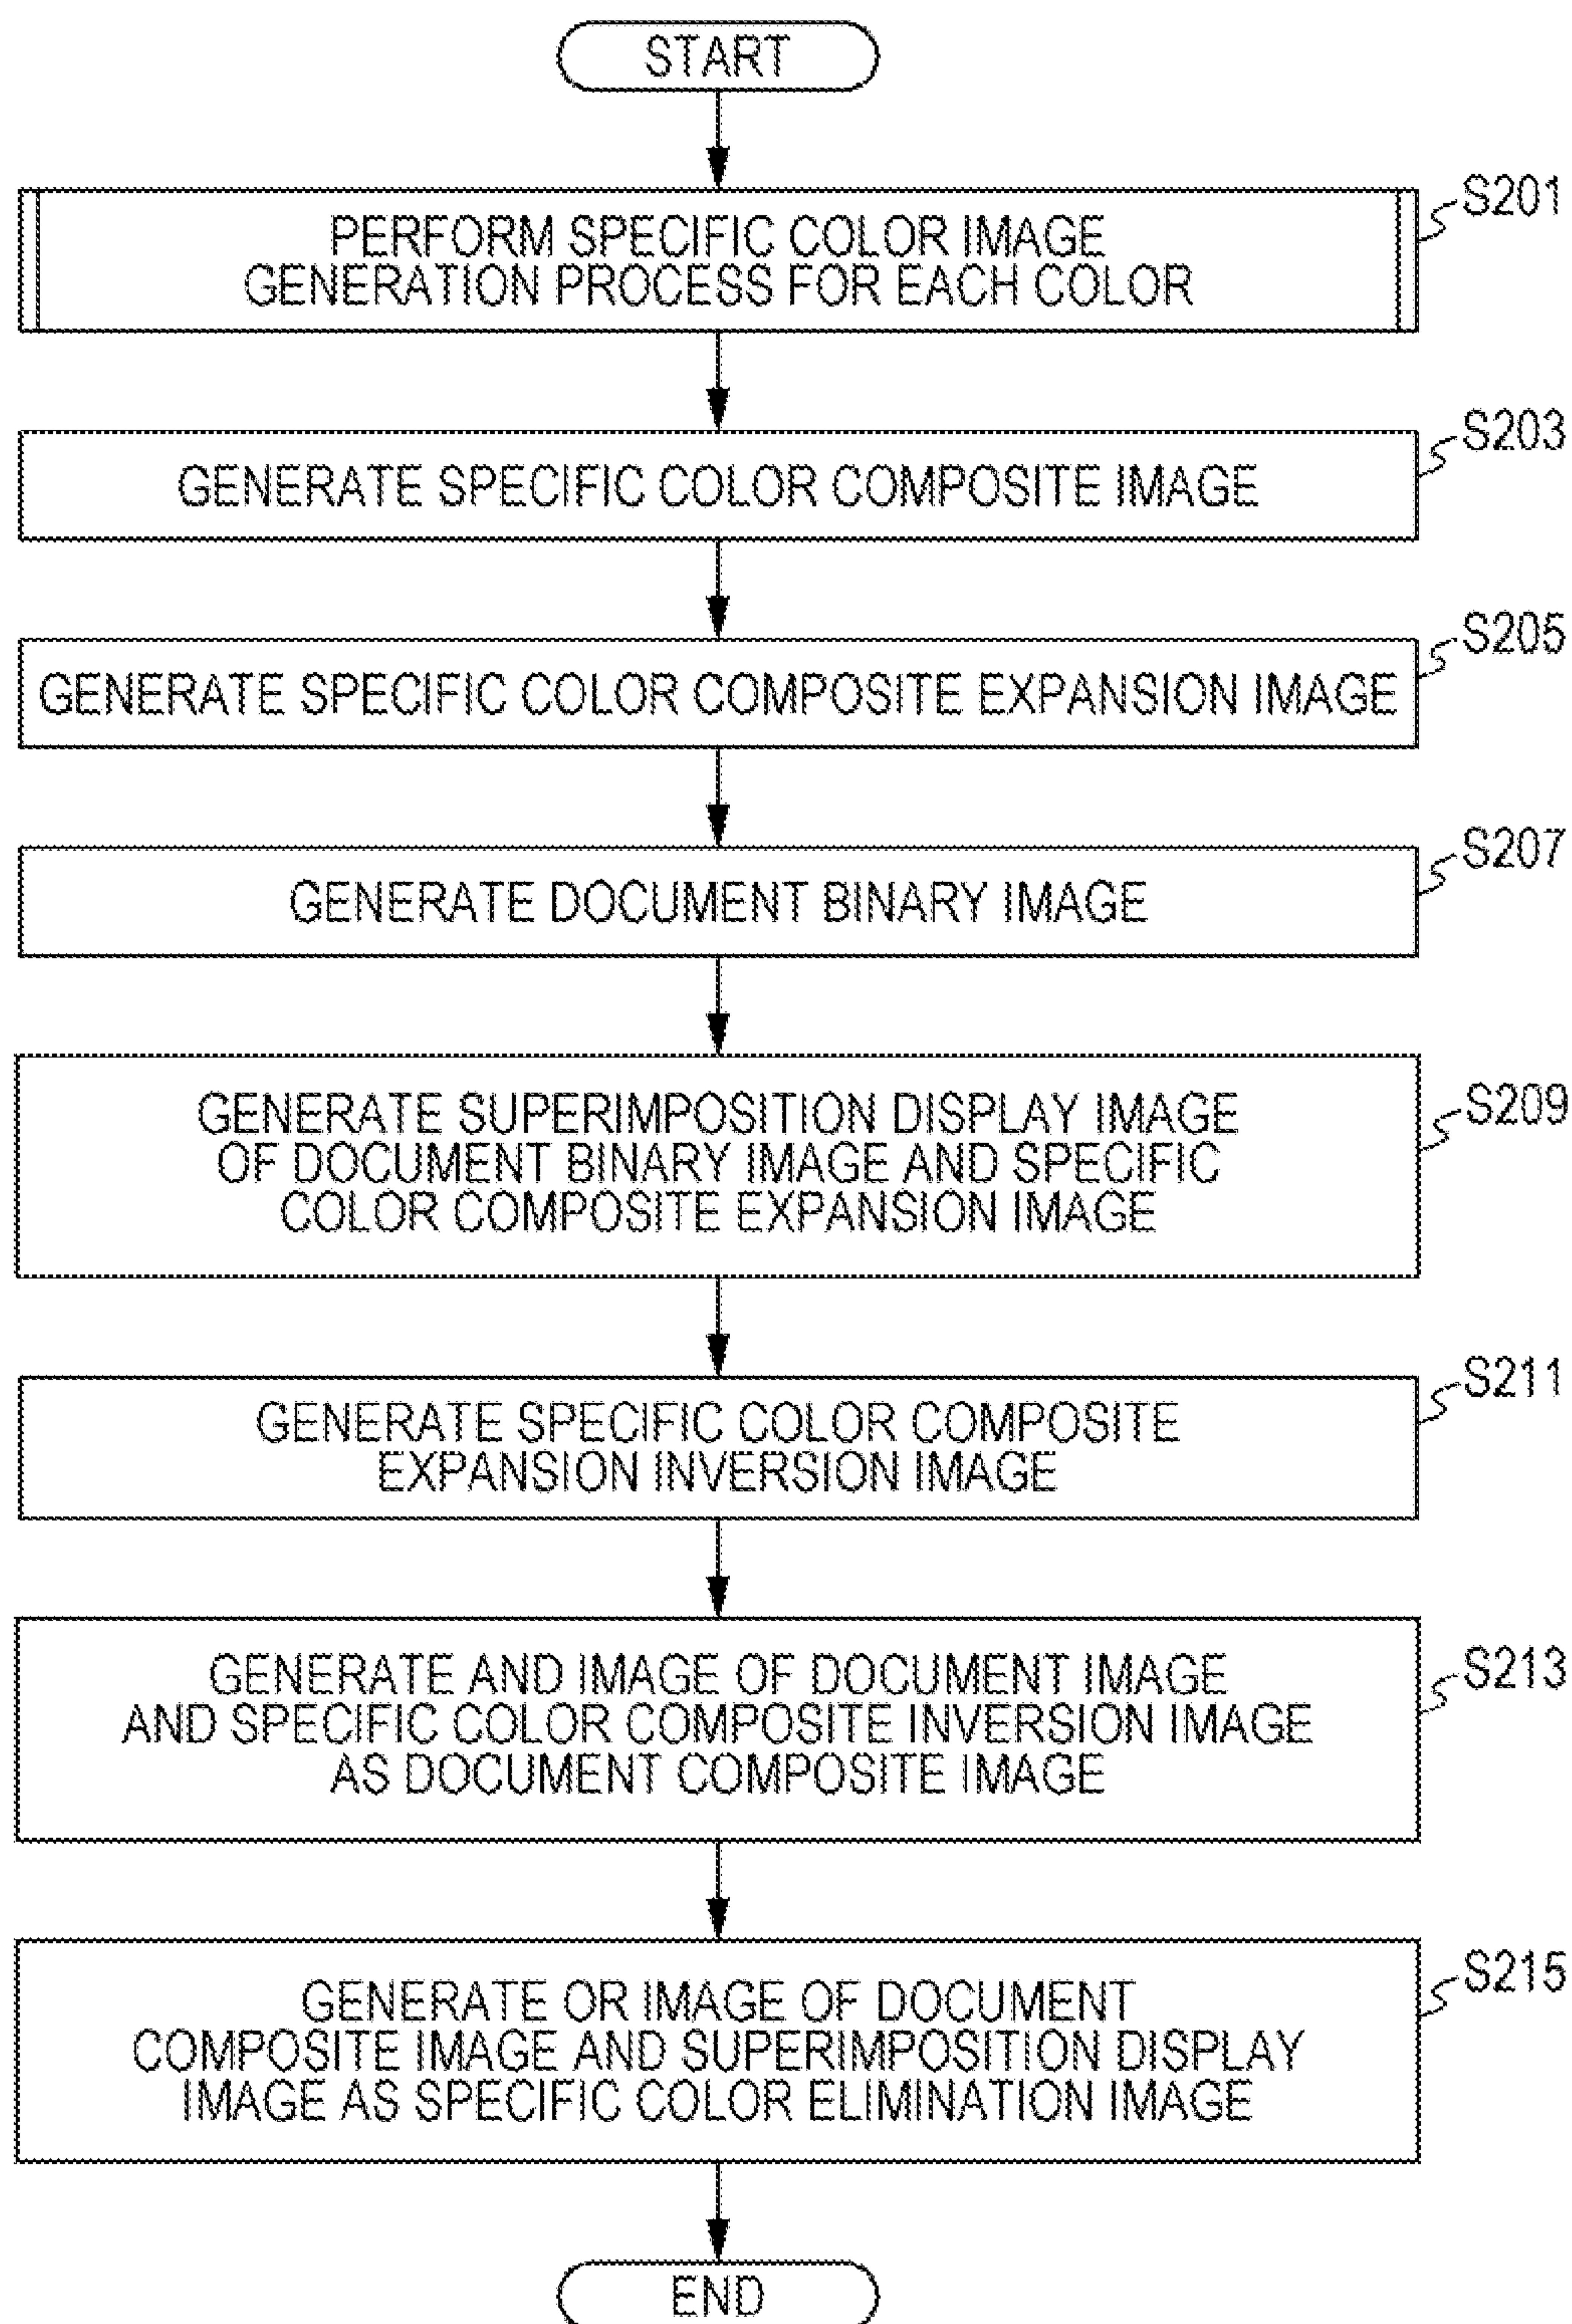 START
PERFORM SPECIFIC COLOR IMAGE
GENERATION PROCESS FOR EACH COLOR
S201
GENERATE SPECIFIC COLOR COMPOSITE IMAGE
S203
GENERATE SPECIFIC COLOR COMPOSITE EXPANSION IMAGE
S205
GENERATE DOCUMENT BINARY IMAGE
S207
GENERATE SUPERIMPOSITION DISPLAY IMAGE
OF DOCUMENT BINARY IMAGE AND SPECIFIC
COLOR COMPOSITE EXPANSION IMAGE
S209
GENERATE SPECIFIC COLOR COMPOSITE
EXPANSION INVERSION IMAGE
S211
GENERATE AND IMAGE OF DOCUMENT IMAGE
AND SPECIFIC COLOR COMPOSITE INVERSION IMAGE
AS DOCUMENT COMPOSITE IMAGE
S213
GENERATE OR IMAGE OF DOCUMENT
COMPOSITE IMAGE AND SUPERIMPOSITION DISPLAY
IMAGE AS SPECIFIC COLOR ELIMINATION IMAGE
S215
END